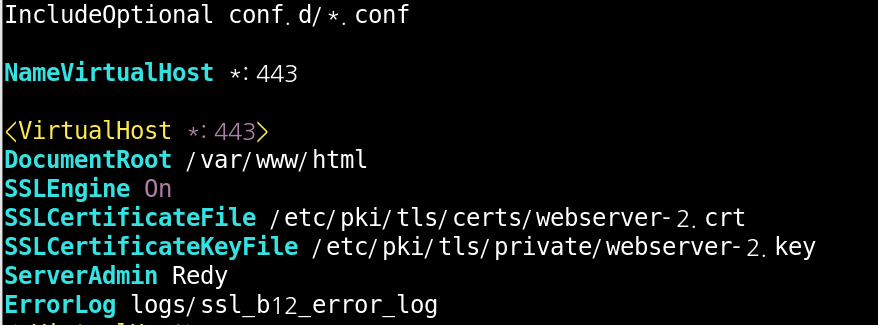 IncludeOptional conf.d/*.conf
NameVirtualHost *:443
<VirtualHost *:443>
DocumentRoot /var/www/html
SSLEngine On
SSLCertificateFile /etc/pki/tls/certs/webserver-2.crt
SSLCertificateKeyFile /etc/pki/tls/private/webserver-2.key
ServerAdmin Redy
ErrorLog logs/ssl_b12_error_log